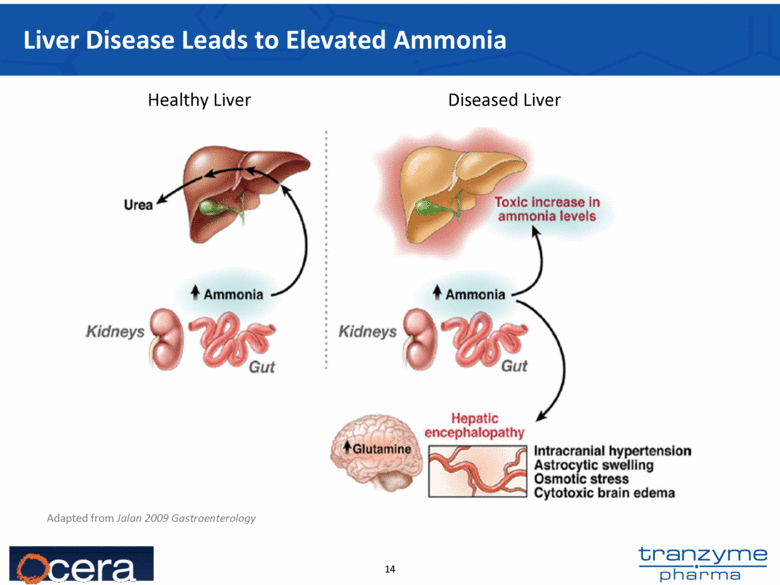 Liver Disease Leads to Elevated Ammonia
Healthy Liver
Diseased Liver
Urea
Ammonia
Kidneys
Gut
Toxic increase in
ammonia levels
Ammonia
Kidneys
Gut
Glutamine
Hepatic
encephalopathy
Intracranial hypertension
Astrocytic swelling
Osmotic stress
Cytotoxic brain edema
Adapted from Jalan 2009 Gastroenterology
Ocera
14
tranzyme
pharma